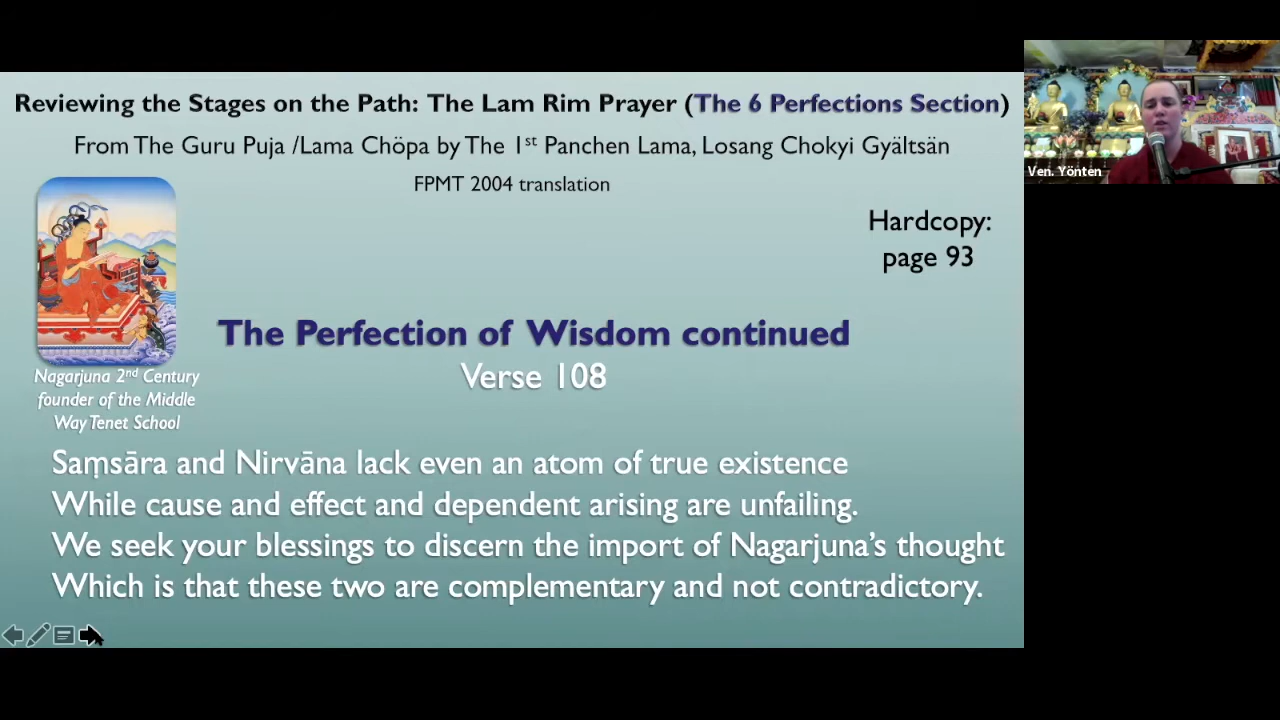 Reviewing the Stages on the Path: The Lam Rim Prayer (The 6 Perfections Section)
From The Guru Puja /Lama Chöpa by The 1st Panchen Lama, Losang Chokyi Gyältsän
FPMT 2004 translation
Ven. Yönten
Hardcopy:
page 93
The Perfection of Wisdom continued
Verse 108
Nagarjuna 2nd Century
founder of the Middle
Way Tenet School
Saṃsāra and Nirvāna lack even an atom of true existence
While cause and effect and dependent arising are unfailing.
We seek your blessings to discern the import of Nagarjuna’s thought
Which is that these two are complementary and not contradictory.